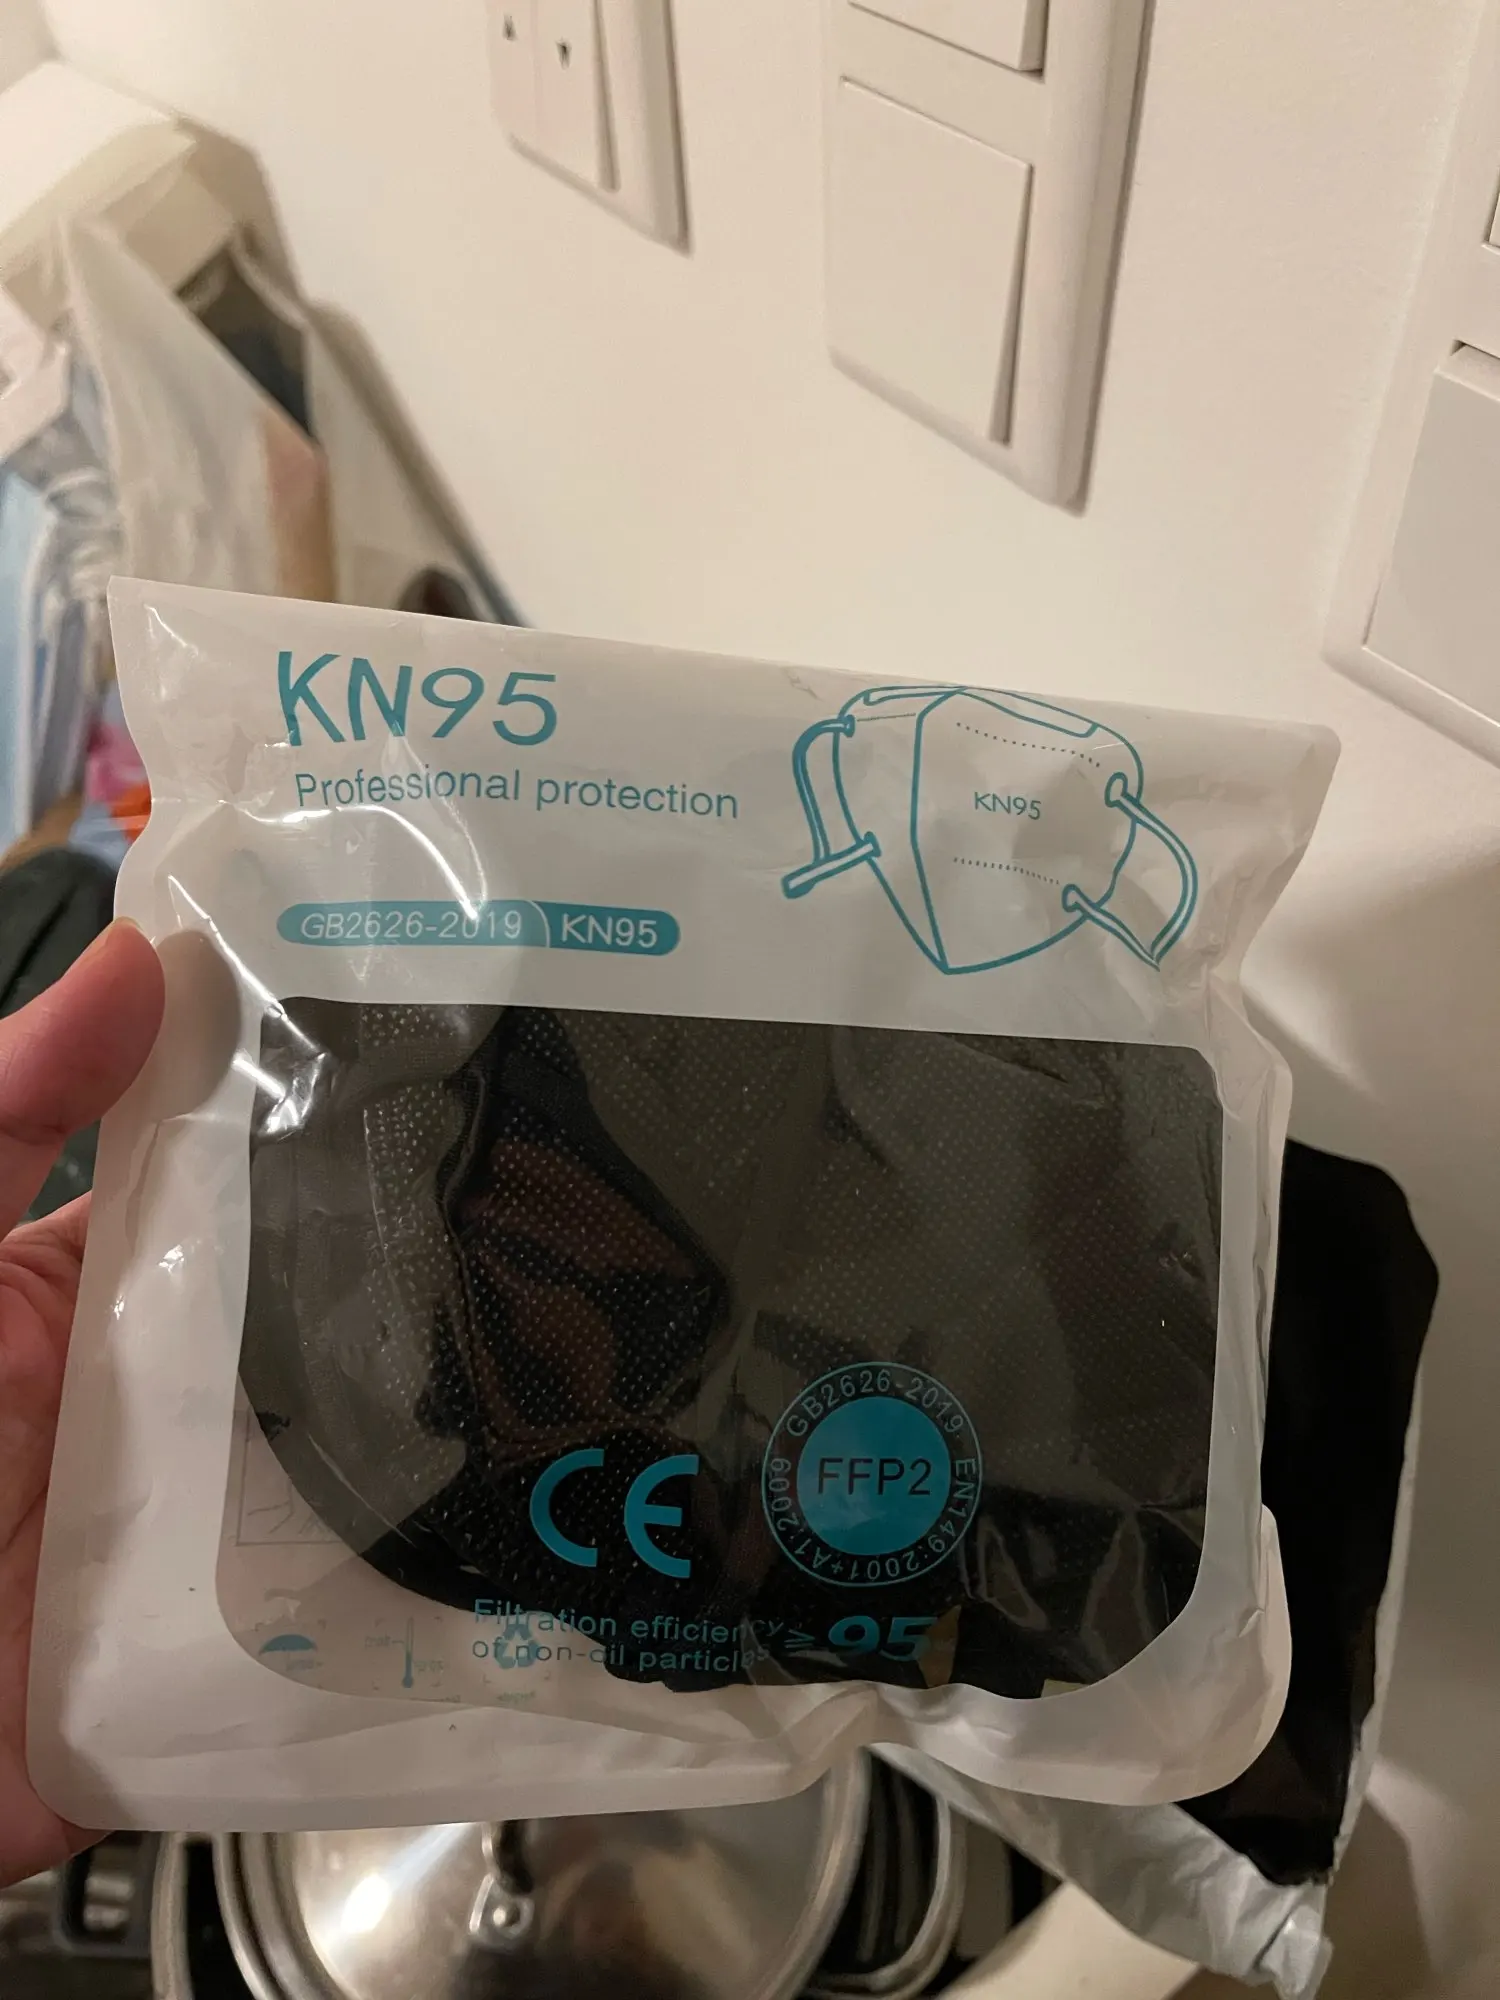 KN95
Professional protection
KN95
GB2626-2019 KN95
CE
GB2626-2019 EN149:2001+A1:2009
FFP2
Filtration efficiency
of non-oil particles ≥ 95